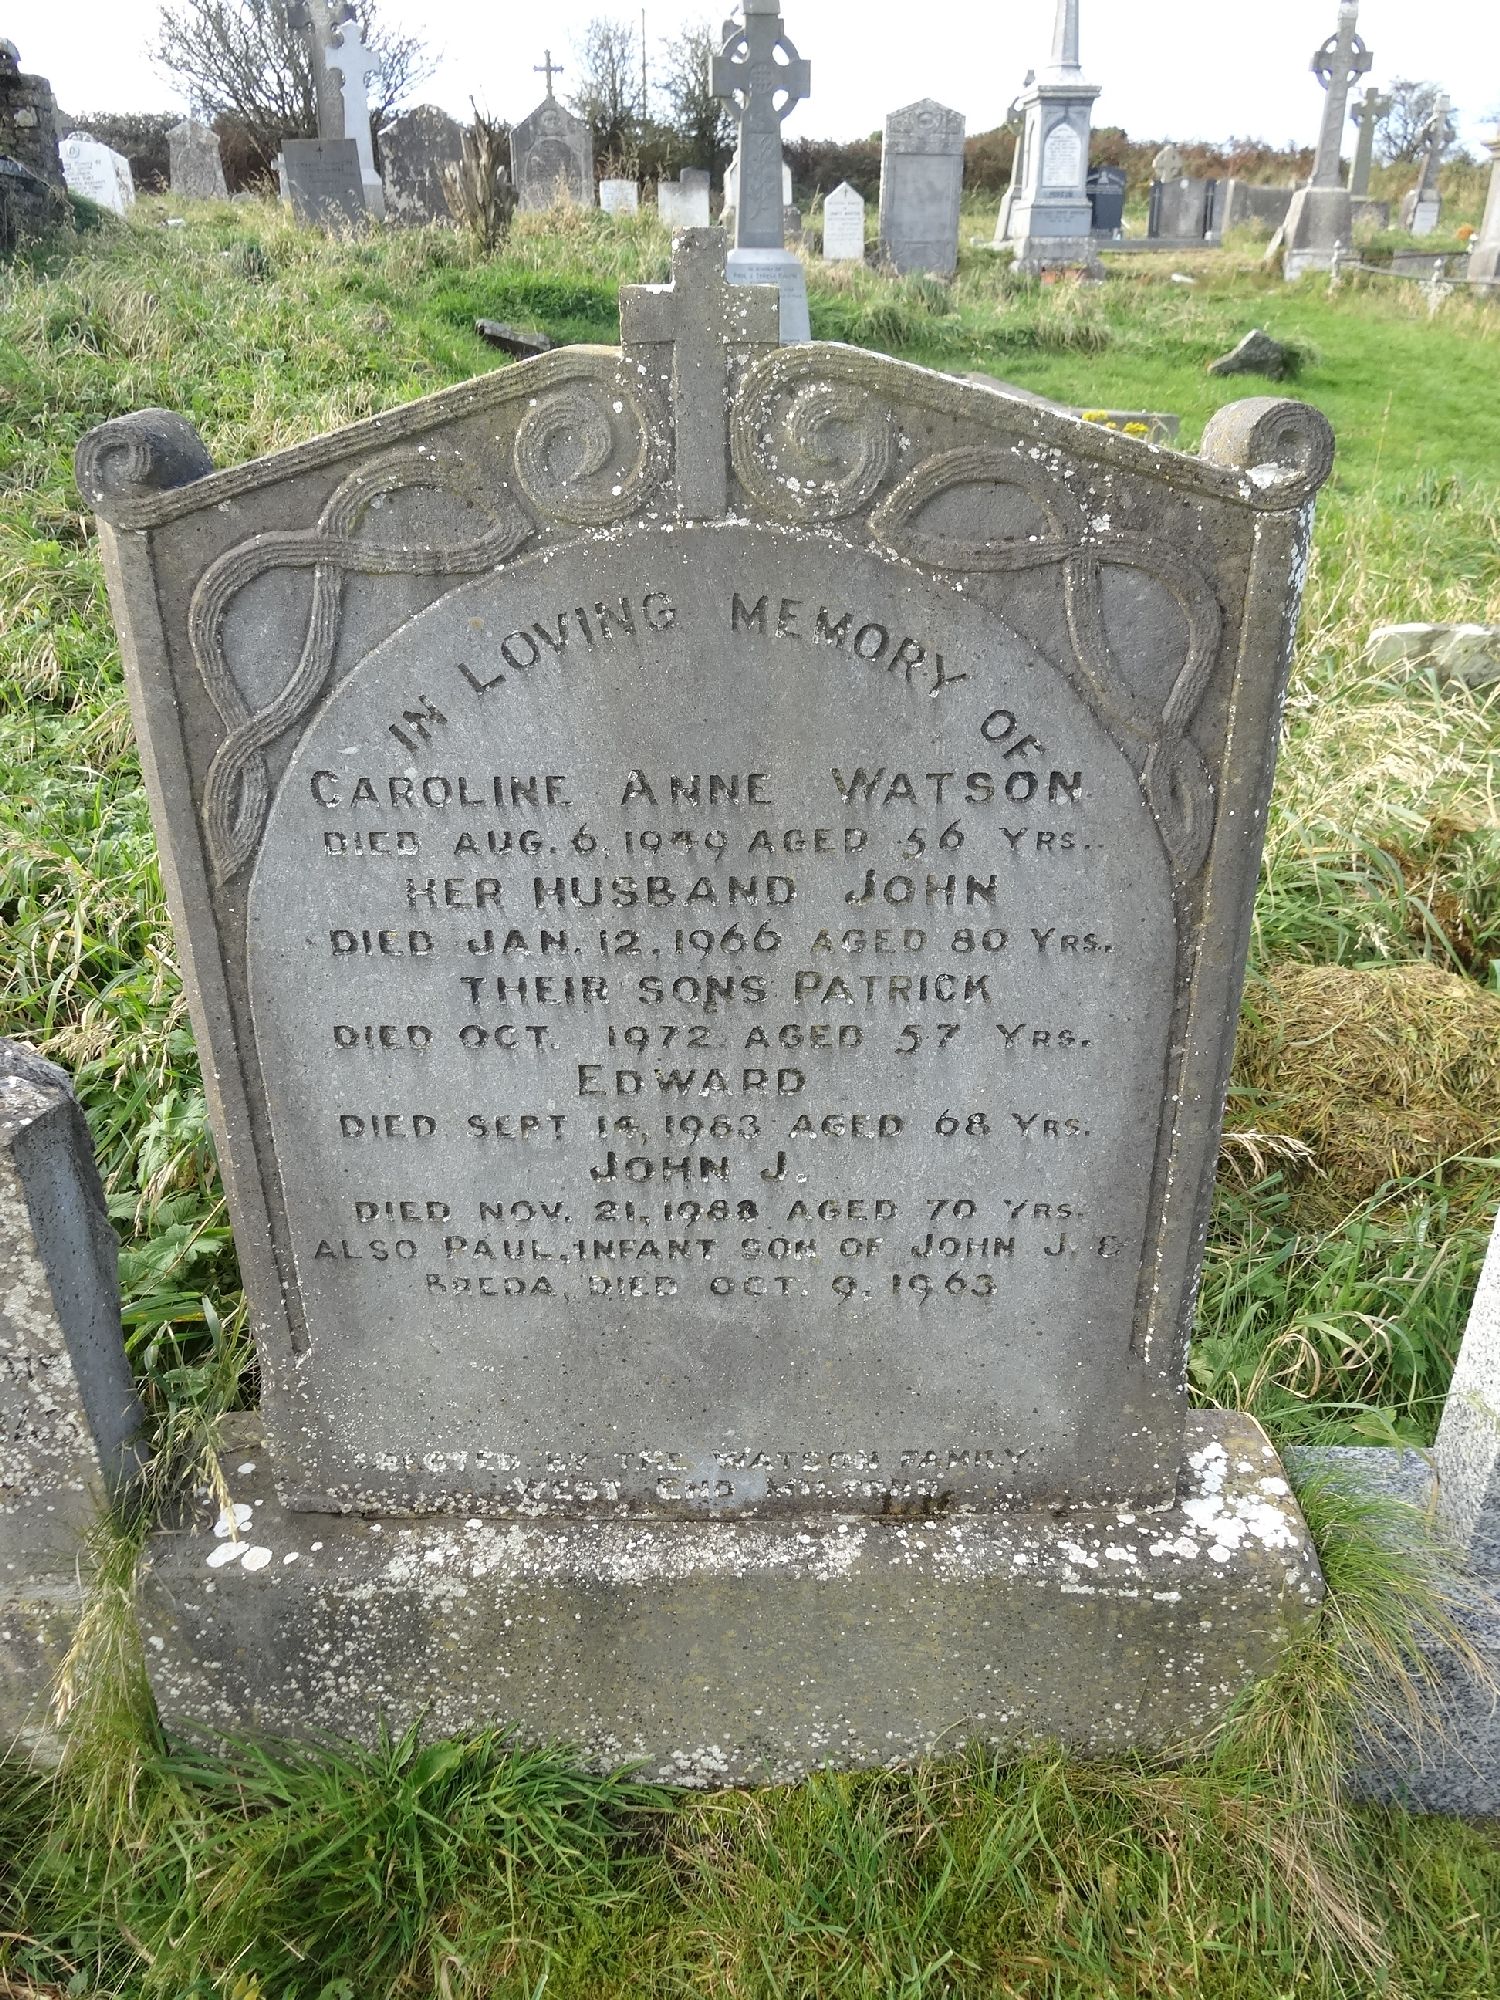 IN LOVING MEMORY OF
CAROLINE ANNE WATSON
DIED AUG. 6, 1949 AGED 56 YRS.
HER HUSBAND JOHN
DIED JAN. 12, 1966 AGED 80 YRS.
THEIR SONS PATRICK
DIED OCT. 1972 AGED 57 YRS.
EDWARD
DIED SEPT 14, 1983 AGED 68 YRS.
JOHN J.
DIED NOV. 21, 1988 AGED 70 YRS.
ALSO PAUL, INFANT SON OF JOHN J. &
BREDA, DIED OCT. 9, 1963
ERECTED BY THE WATSON FAMILY
WEST END